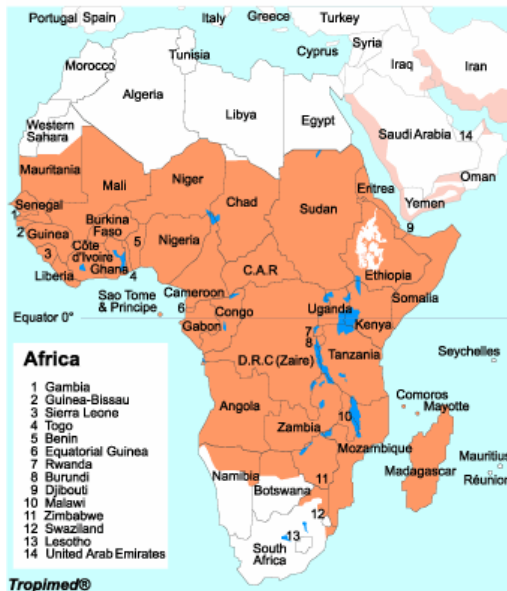 Portugal Spain Italy Greece Turkey
Cyprus Syria
Tunisia
Morocco Iraq Iran
Algeria
Libya Egypt
Western
Sahara
Saudi Arabia 14
Oman
Mauritania
Mali Niger
Chad Sudan Eritrea Yemen
Senegal
1
Burkina
Faso
2 Guinea 9
5 Nigeria
3 Côte
d'Ivoire
Ghana
Ethiopia
Liberia 4 C.A.R
Cameroon
Somalia
Sao Tome
& Principe
6
Uganda
Congo
Kenya
Equator 0°
Gabon
7
8
D.R.C (Zaire)
Tanzania
Seychelles
Angola
Comoros
Mayotte
10
Zambia
Mozambique
Madagascar
Mauritius
Réunion
Namibia 11
Botswana
12
13
South
Africa
Africa
1 Gambia
2 Guinea-Bissau
3 Sierra Leone
4 Togo
5 Benin
6 Equatorial Guinea
7 Rwanda
8 Burundi
9 Djibouti
10 Malawi
11 Zimbabwe
12 Swaziland
13 Lesotho
14 United Arab Emirates
Tropimed®